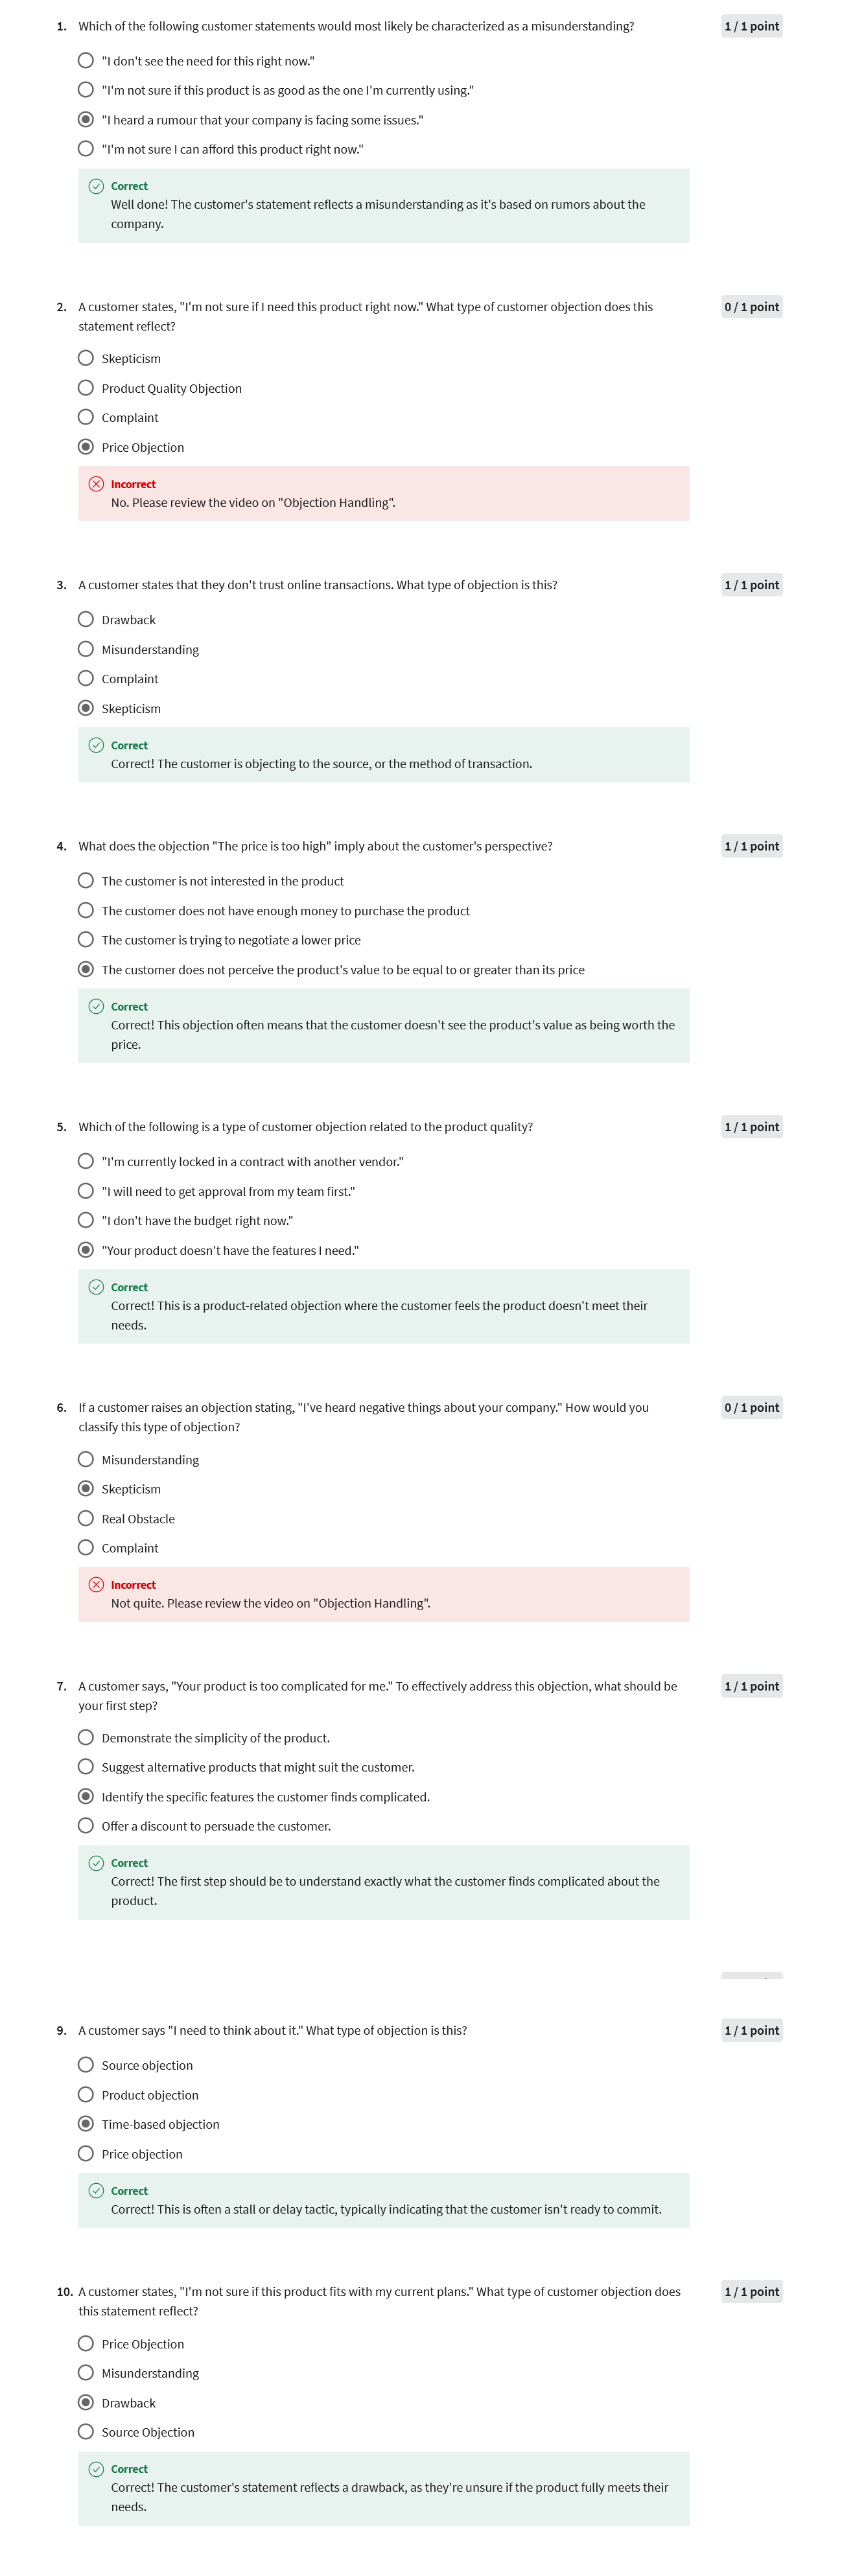 1. Which of the following customer statements would most likely be characterized as a misunderstanding? 1 / 1 point
"I don't see the need for this right now."
"I'm not sure if this product is as good as the one I'm currently using."
"I heard a rumour that your company is facing some issues."
"I'm not sure I can afford this product right now."
Correct
Well done! The customer's statement reflects a misunderstanding as it's based on rumors about the
company.
2. A customer states, "I'm not sure if I need this product right now." What type of customer objection does this 0 / 1 point
statement reflect?
Skepticism
Product Quality Objection
Complaint
Price Objection
Incorrect
No. Please review the video on "Objection Handling".
3. A customer states that they don't trust online transactions. What type of objection is this? 1 / 1 point
Drawback
Misunderstanding
Complaint
Skepticism
Correct
Correct! The customer is objecting to the source, or the method of transaction.
4. What does the objection "The price is too high" imply about the customer's perspective? 1 / 1 point
The customer is not interested in the product
The customer does not have enough money to purchase the product
The customer is trying to negotiate a lower price
The customer does not perceive the product's value to be equal to or greater than its price
Correct
Correct! This objection often means that the customer doesn't see the product's value as being worth the
price.
5. Which of the following is a type of customer objection related to the product quality? 1 / 1 point
"I'm currently locked in a contract with another vendor."
"I will need to get approval from my team first."
"I don't have the budget right now."
"Your product doesn't have the features I need."
Correct
Correct! This is a product-related objection where the customer feels the product doesn't meet their
needs.
6. If a customer raises an objection stating, "I've heard negative things about your company." How would you 0 / 1 point
classify this type of objection?
Misunderstanding
Skepticism
Real Obstacle
Complaint
Incorrect
Not quite. Please review the video on "Objection Handling".
7. A customer says, "Your product is too complicated for me." To effectively address this objection, what should be 1 / 1 point
your first step?
Demonstrate the simplicity of the product.
Suggest alternative products that might suit the customer.
Identify the specific features the customer finds complicated.
Offer a discount to persuade the customer.
Correct
Correct! The first step should be to understand exactly what the customer finds complicated about the
product.
9. A customer says "I need to think about it." What type of objection is this? 1 / 1 point
Source objection
Product objection
Time-based objection
Price objection
Correct
Correct! This is often a stall or delay tactic, typically indicating that the customer isn't ready to commit.
10. A customer states, "I'm not sure if this product fits with my current plans." What type of customer objection does 1 / 1 point
this statement reflect?
Price Objection
Misunderstanding
Drawback
Source Objection
Correct
Correct! The customer's statement reflects a drawback, as they're unsure if the product fully meets their
needs.